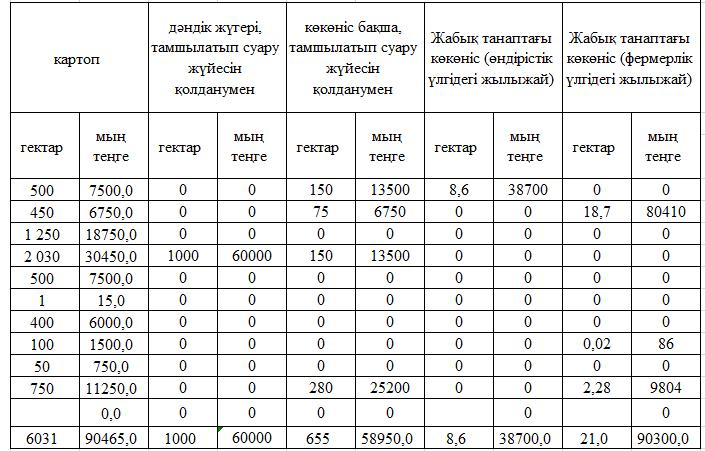 картоп | дәндік жүгері, тамшылатып суару жүйесін қолданумен | көкөніс бақша, тамшылатып суару жүйесін қолданумен | Жабық танаптағы көкөніс (өндірістік үлгідегі жылыжай) | Жабық танаптағы көкөніс (фермерлік үлгідегі жылыжай)
гектар | мың теңге | гектар | мың теңге | гектар | мың теңге | гектар | мың теңге | гектар | мың теңге
500 | 7500,0 | 0 | 0 | 150 | 13500 | 8,6 | 38700 | 0 | 0
450 | 6750,0 | 0 | 0 | 75 | 6750 | 0 | 0 | 18,7 | 80410
1 250 | 18750,0 | 0 | 0 | 0 | 0 | 0 | 0 | 0 | 0
2 030 | 30450,0 | 1000 | 60000 | 150 | 13500 | 0 | 0 | 0 | 0
500 | 7500,0 | 0 | 0 | 0 | 0 | 0 | 0 | 0 | 0
1 | 15,0 | 0 | 0 | 0 | 0 | 0 | 0 | 0 | 0
400 | 6000,0 | 0 | 0 | 0 | 0 | 0 | 0 | 0 | 0
100 | 1500,0 | 0 | 0 | 0 | 0 | 0 | 0 | 0,02 | 86
50 | 750,0 | 0 | 0 | 0 | 0 | 0 | 0 | 0 | 0
750 | 11250,0 | 0 | 0 | 280 | 25200 | 0 | 0 | 2,28 | 9804
0,0 | 0 | 0 | 0 | 0 | 0 | 0 | 0
6031 | 90465,0 | 1000 | 60000 | 655 | 58950,0 | 8,6 | 38700,0 | 21,0 | 90300,0